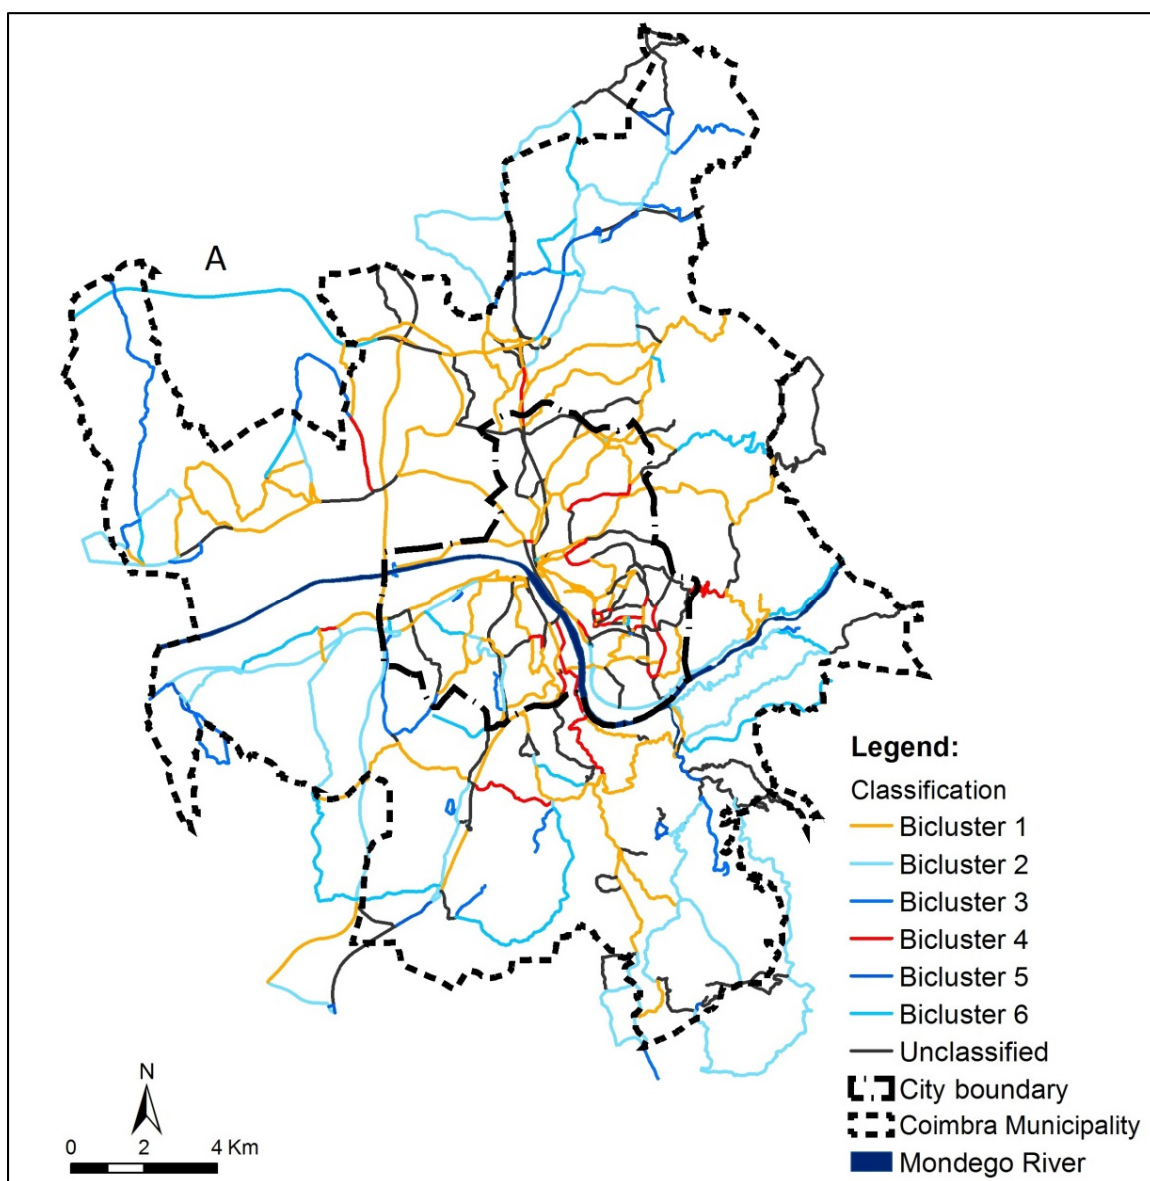 A
Legend:
Classification
Bicluster 1
Bicluster 2
Bicluster 3
Bicluster 4
Bicluster 5
Bicluster 6
Unclassified
City boundary
Coimbra Municipality
Mondego River
N
0 2 4 Km